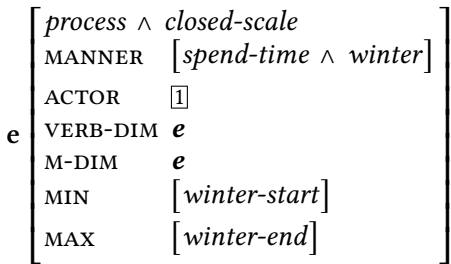 process ∧ closed-scale
MANNER [spend-time ∧ winter]
ACTOR 1
e VERB-DIM e
M-DIM e
MIN [winter-start]
MAX [winter-end]